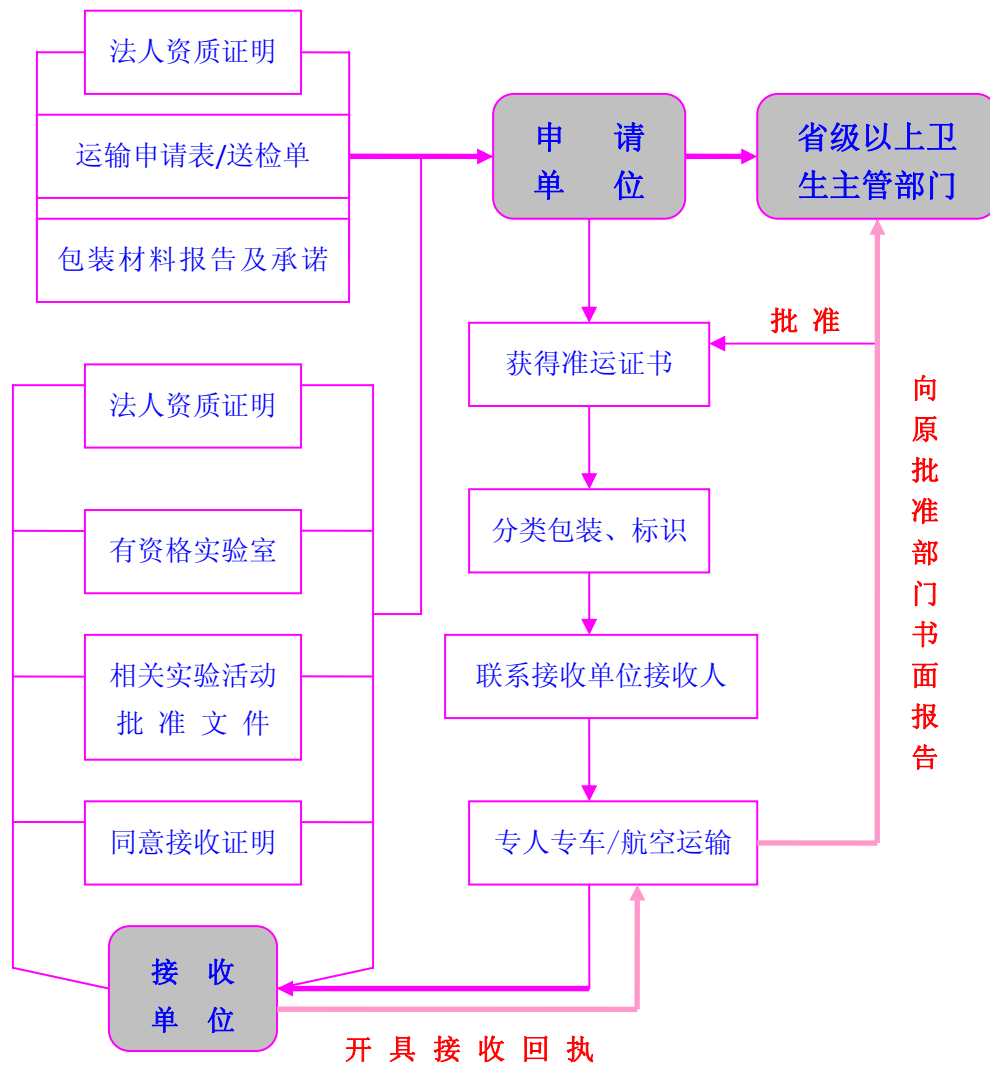 法人资质证明
运输申请表/送检单
包装材料报告及承诺
申 请
单 位
省级以上卫
生主管部门
批 准
获得准运证书
法人资质证明
向
原
批
准
部
门
书
面
报
告
分类包装、标识
有资格实验室
联系接收单位接收人
相关实验活动
批 准 文 件
专人专车/航空运输
同意接收证明
接 收
单 位
开 具 接 收 回 执